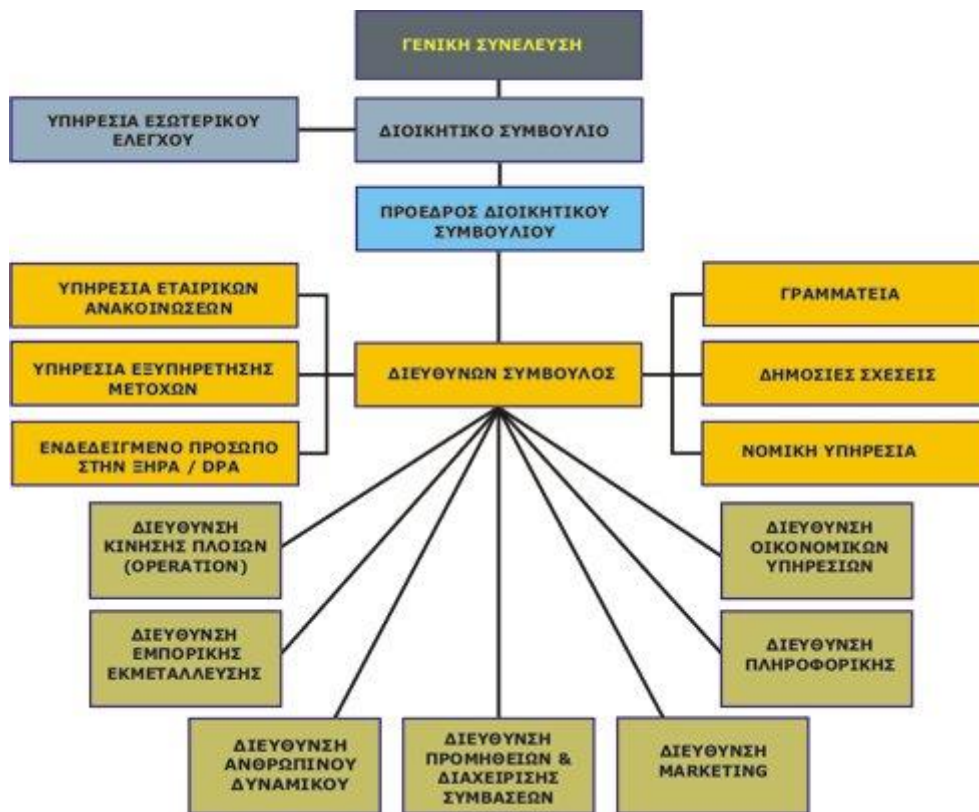 ΓΕΝΙΚΗ ΣΥΝΕΛΕΥΣΗ
ΥΠΗΡΕΣΙΑ ΕΣΩΤΕΡΙΚΟΥ
ΕΛΕΓΧΟΥ
ΔΙΟΙΚΗΤΙΚΟ ΣΥΜΒΟΥΛΙΟ
ΠΡΟΕΔΡΟΣ ΔΙΟΙΚΗΤΙΚΟΥ
ΣΥΜΒΟΥΛΙΟΥ
ΥΠΗΡΕΣΙΑ ΕΤΑΙΡΙΚΩΝ
ΑΝΑΚΟΙΝΩΣΕΩΝ
ΓΡΑΜΜΑΤΕΙΑ
ΥΠΗΡΕΣΙΑ ΕΞΥΠΗΡΕΤΗΣΗΣ
ΜΕΤΟΧΩΝ
ΔΙΕΥΘΥΝΩΝ ΣΥΜΒΟΥΛΟΣ
ΔΗΜΟΣΙΕΣ ΣΧΕΣΕΙΣ
ΕΝΔΕΔΕΙΓΜΕΝΟ ΠΡΟΣΩΠΟ
ΣΤΗΝ ΞΗΡΑ / DPA
ΝΟΜΙΚΗ ΥΠΗΡΕΣΙΑ
ΔΙΕΥΘΥΝΣΗ
ΚΙΝΗΣΗΣ ΠΛΟΙΩΝ
(OPERATION)
ΔΙΕΥΘΥΝΣΗ
ΟΙΚΟΝΟΜΙΚΩΝ
ΥΠΗΡΕΣΙΩΝ
ΔΙΕΥΘΥΝΣΗ
ΕΜΠΟΡΙΚΗΣ
ΕΚΜΕΤΑΛΛΕΥΣΗΣ
ΔΙΕΥΘΥΝΣΗ
ΠΛΗΡΟΦΟΡΙΚΗΣ
ΔΙΕΥΘΥΝΣΗ
ΑΝΘΡΩΠΙΝΟΥ
ΔΥΝΑΜΙΚΟΥ
ΔΙΕΥΘΥΝΣΗ
ΠΡΟΜΗΘΕΙΩΝ &
ΔΙΑΧΕΙΡΙΣΗΣ
ΣΥΜΒΑΣΕΩΝ
ΔΙΕΥΘΥΝΣΗ
MARKETING